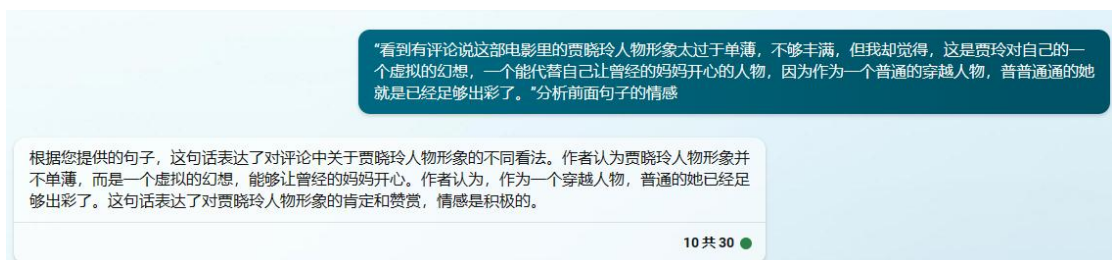 “看到有评论说这部电影里的贾晓玲人物形象太过于单薄，不够丰满，但我却觉得，这是贾玲对自己的一
个虚拟的幻想，一个能代替自己让曾经的妈妈开心的人物，因为作为一个普通的穿越人物，普普通通的她
就是已经足够出彩了。”分析前面句子的情感
根据您提供的句子，这句话表达了对评论中关于贾晓玲人物形象的不同看法。作者认为贾晓玲人物形象并
不单薄，而是一个虚拟的幻想，能够让曾经的妈妈开心。作者认为，作为一个穿越人物，普通的她已经足
够出彩了。这句话表达了对贾晓玲人物形象的肯定和赞赏，情感是积极的。
10 共 30